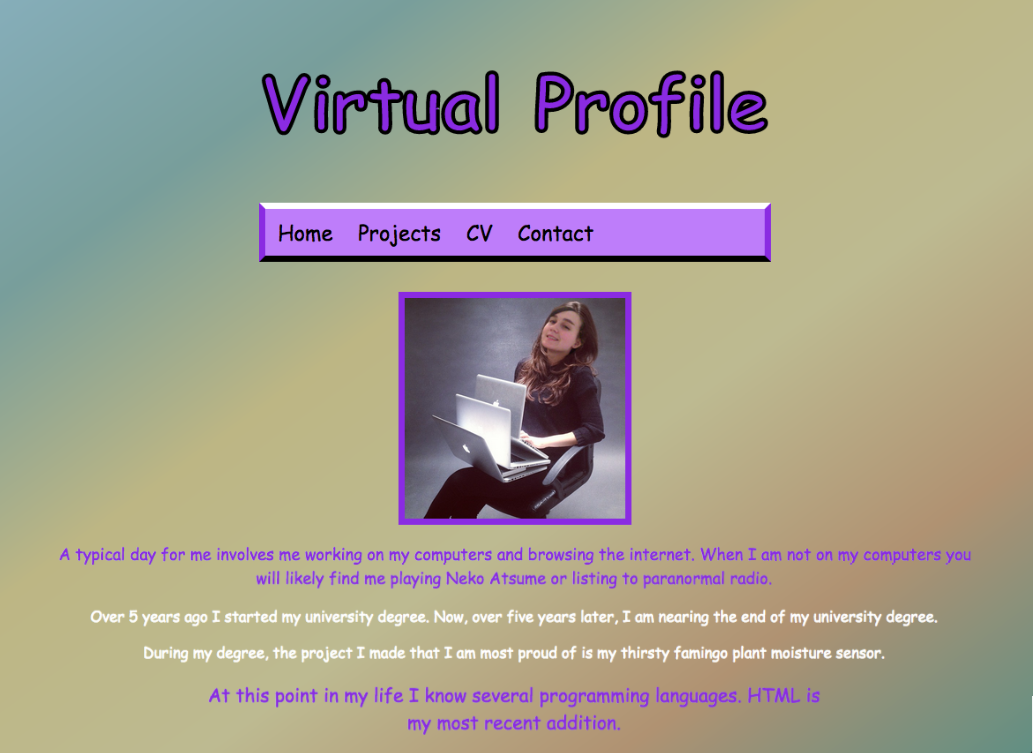 Virtual Profile
Home Projects CV Contact
A typical day for me involves me working on my computers and browsing the internet. When I am not on my computers you
will likely find me playing Neko Atsume or listing to paranormal radio.
Over 5 years ago I started my university degree. Now, over five years later, I am nearing the end of my university degree.
During my degree, the project I made that I am most proud of is my thirsty famingo plant moisture sensor.
At this point in my life I know several programming languages. HTML is
my most recent addition.